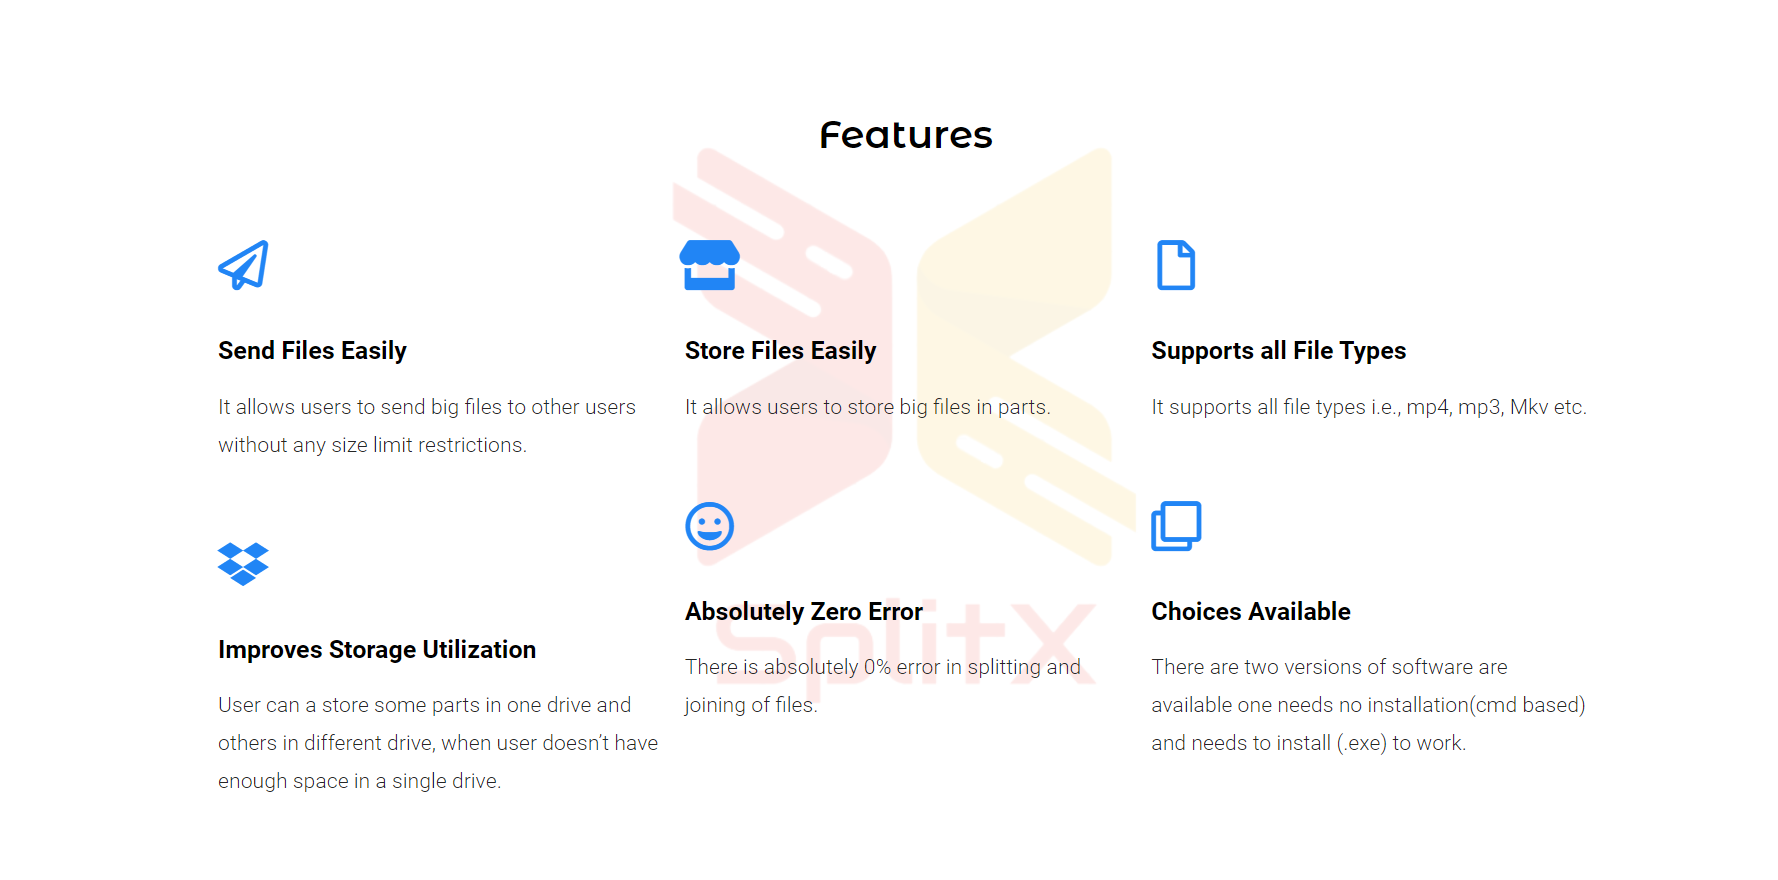 Features
Send Files Easily
It allows users to send big files to other users
without any size limit restrictions.
Store Files Easily
It allows users to store big files in parts.
Supports all File Types
It supports all file types i.e., mp4, mp3, Mkv etc.
Improves Storage Utilization
User can a store some parts in one drive and
others in different drive, when user doesn’t have
enough space in a single drive.
Absolutely Zero Error
There is absolutely 0% error in splitting and
joining of files.
Choices Available
There are two versions of software are
available one needs no installation(cmd based)
and needs to install (.exe) to work.
SplitX